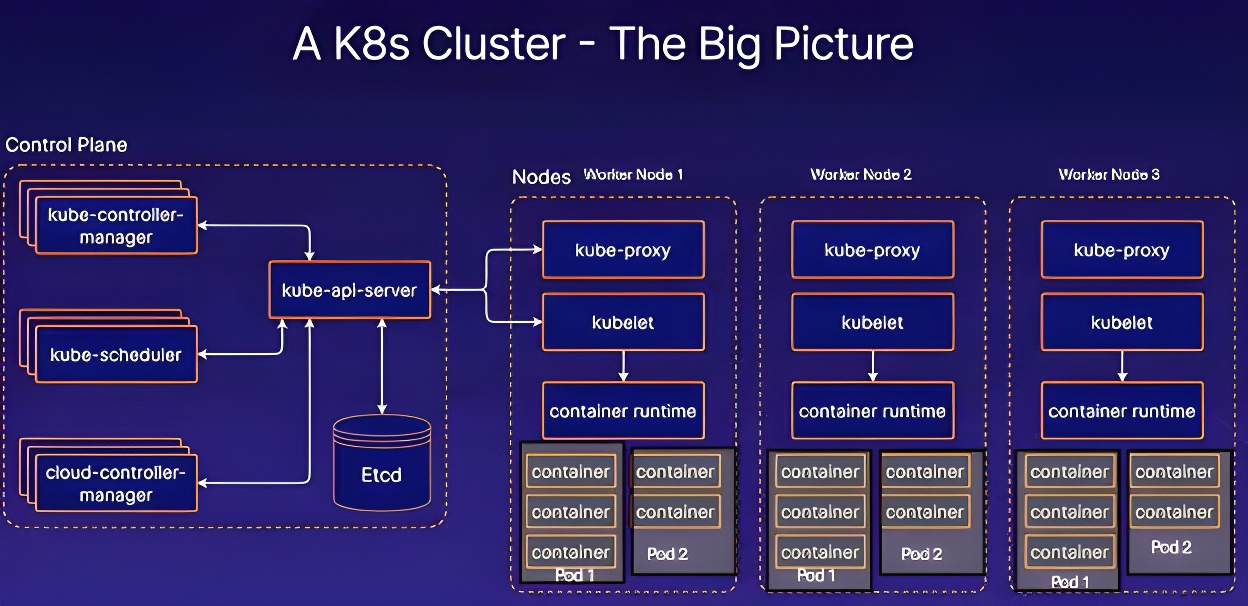 A K8s Cluster - The Big Picture
Control Plane
kube-controller-
manager
kube-api-server
kube-scheduler
cloud-controller-
manager
Etcd
Nodes
Worker Node 1
kube-proxy
kubelet
container runtime
container
container
container
Pod 1
container
container
Pod 2
Worker Node 2
kube-proxy
kubelet
container runtime
container
container
container
Pod 1
container
container
Pod 2
Worker Node 3
kube-proxy
kubelet
container runtime
container
container
container
Pod 1
container
container
Pod 2